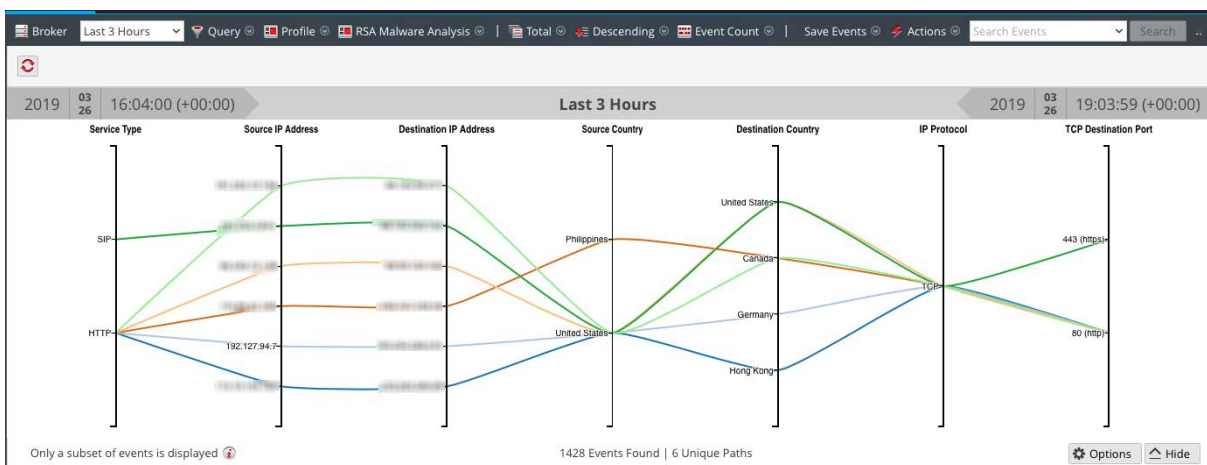 Broker Last 3 Hours Query Profile RSA Malware Analysis | Total Descending Event Count | Save Events Actions Search Events Search ..
2019 03 26 16:04:00 (+00:00) Last 3 Hours 2019 03 26 19:03:59 (+00:00)
Service Type Source IP Address Destination IP Address Source Country Destination Country IP Protocol TCP Destination Port
United States
SIP Philippines 443 (https)
Canada
TCP
Germany
HTTP United States 80 (http)
192.127.94.7
Hong Kong
Only a subset of events is displayed 1428 Events Found | 6 Unique Paths Options Hide